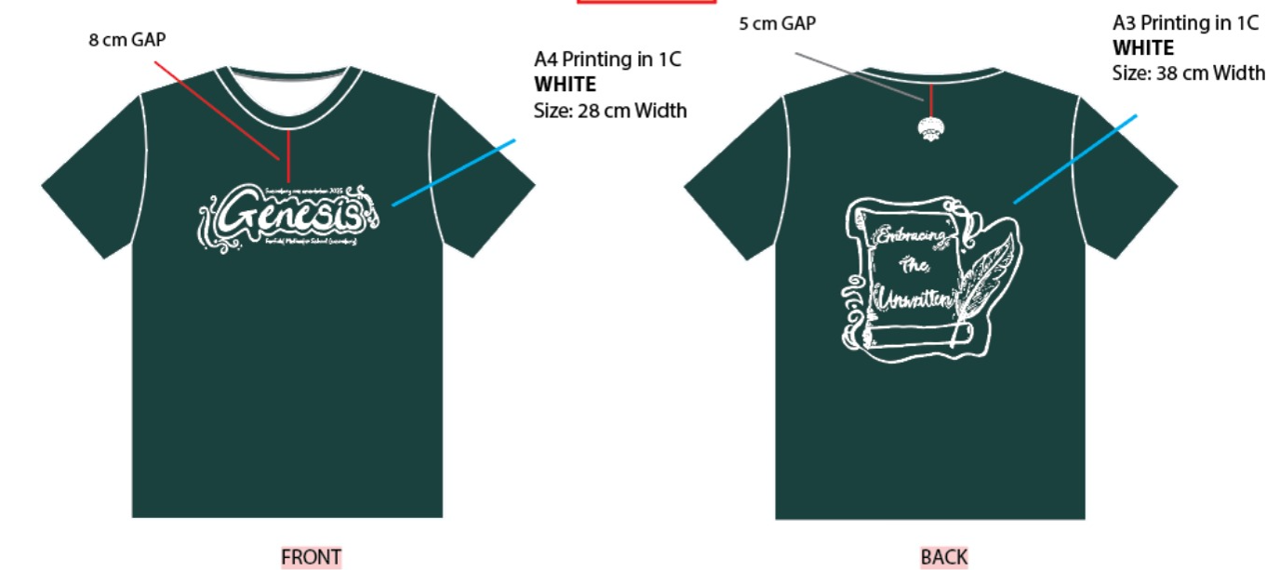 8 cm GAP
A4 Printing in 1C
WHITE
Size: 28 cm Width
Genesis
FRONT
5 cm GAP
A3 Printing in 1C
WHITE
Size: 38 cm Width
Embracing
The
Unwritten
BACK